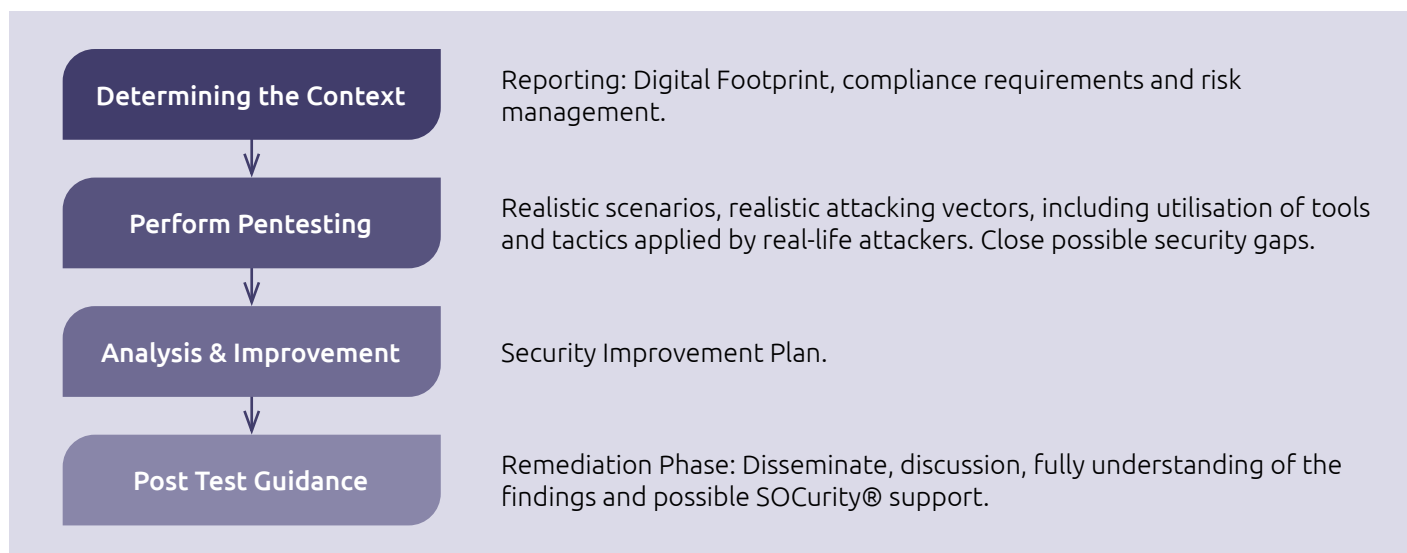 Determining the Context
Reporting: Digital Footprint, compliance requirements and risk
management.
Perform Pentesting
Realistic scenarios, realistic attacking vectors, including utilisation of tools
and tactics applied by real-life attackers. Close possible security gaps.
Analysis & Improvement
Security Improvement Plan.
Post Test Guidance
Remediation Phase: Disseminate, discussion, fully understanding of the
findings and possible SOCurity® support.